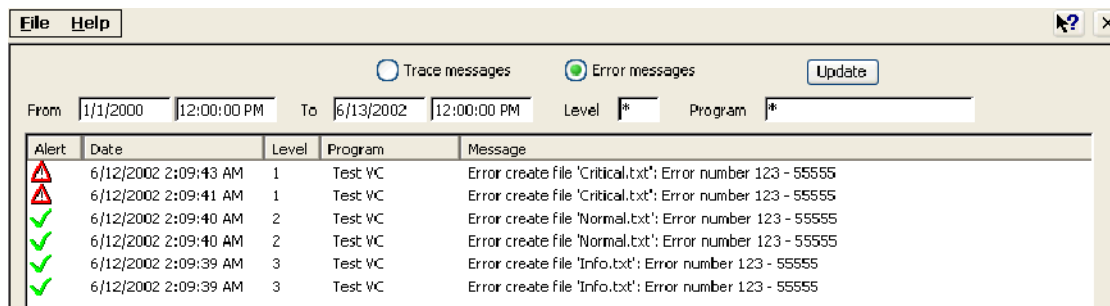 File Help
Trace messages Error messages Update
From 1/1/2000 12:00:00 PM To 6/13/2002 12:00:00 PM Level * Program *
Alert Date Level Program Message
6/12/2002 2:09:43 AM 1 Test VC Error create file 'Critical.txt': Error number 123 - 55555
6/12/2002 2:09:41 AM 1 Test VC Error create file 'Critical.txt': Error number 123 - 55555
6/12/2002 2:09:40 AM 2 Test VC Error create file 'Normal.txt': Error number 123 - 55555
6/12/2002 2:09:40 AM 2 Test VC Error create file 'Normal.txt': Error number 123 - 55555
6/12/2002 2:09:39 AM 3 Test VC Error create file 'Info.txt': Error number 123 - 55555
6/12/2002 2:09:39 AM 3 Test VC Error create file 'Info.txt': Error number 123 - 55555